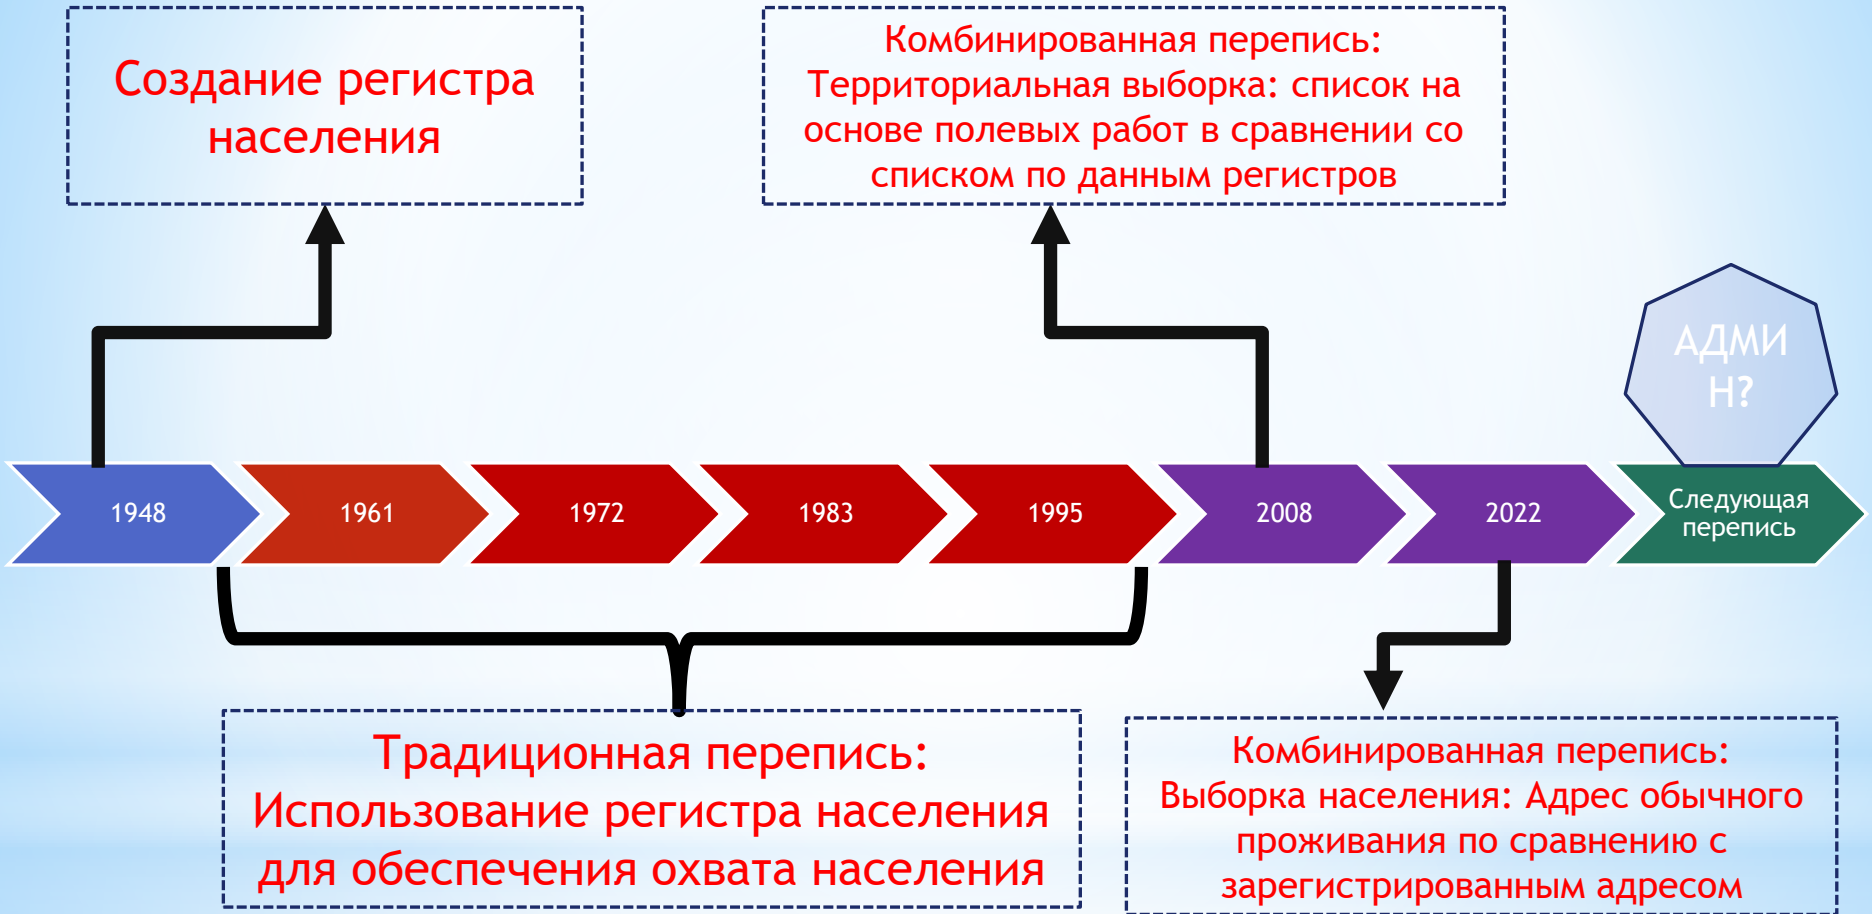 Создание регистра
населения
Комбинированная перепись:
Территориальная выборка: список на
основе полевых работ в сравнении со
списком по данным регистров
АДМИ
Н?
1948
1961
1972
1983
1995
2008
2022
Следующая
перепись
Традиционная перепись:
Использование регистра населения
для обеспечения охвата населения
Комбинированная перепись:
Выборка населения: Адрес обычного
проживания по сравнению с
зарегистрированным адресом